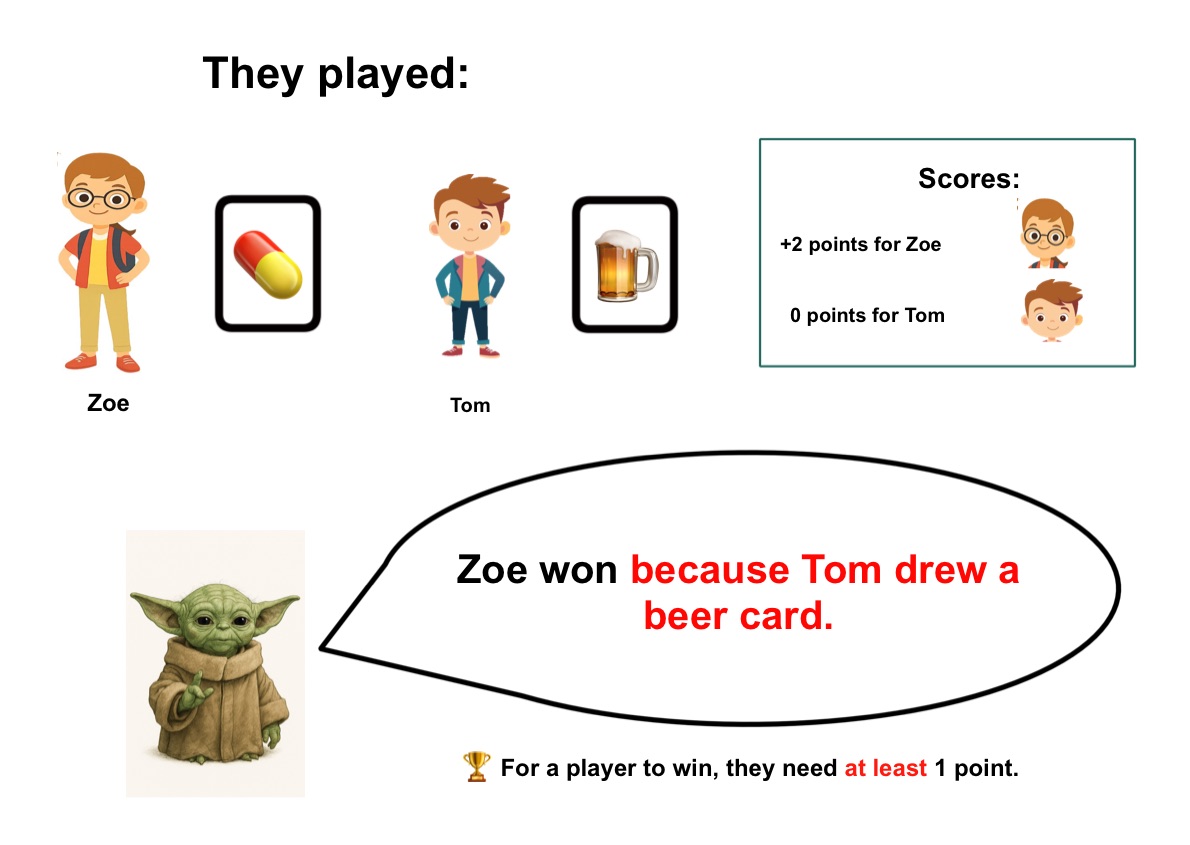 They played:
Scores:
+2 points for Zoe
0 points for Tom
Zoe
Tom
Zoe won because Tom drew a
beer card.
🏆 For a player to win, they need at least 1 point.